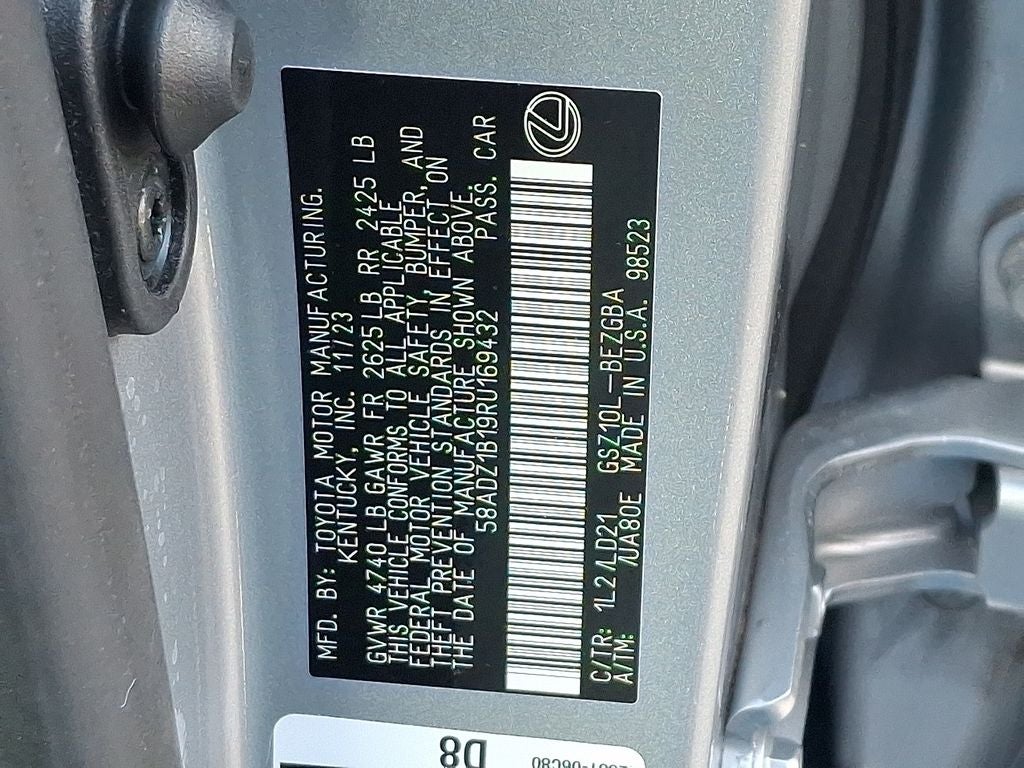 MFD. BY: TOYOTA MOTOR MANUFACTURING.
KENTUCKY, INC. 11/23
GVWR 4740 LB GAWR FR 2625 LB RR 2425 LB
THIS VEHICLE CONFORMS TO ALL APPLICABLE
FEDERAL MOTOR VEHICLE SAFETY, BUMPER, AND
THEFT PREVENTION STANDARDS IN EFFECT ON
THE DATE OF MANUFACTURE SHOWN ABOVE.
58ADZ1B19RU169432 PASS. CAR
C/TR: 1L2 /LD21 GSZ10L-BEZGBA
A/TM: /UA80E MADE IN U.S.A. 98523
D8